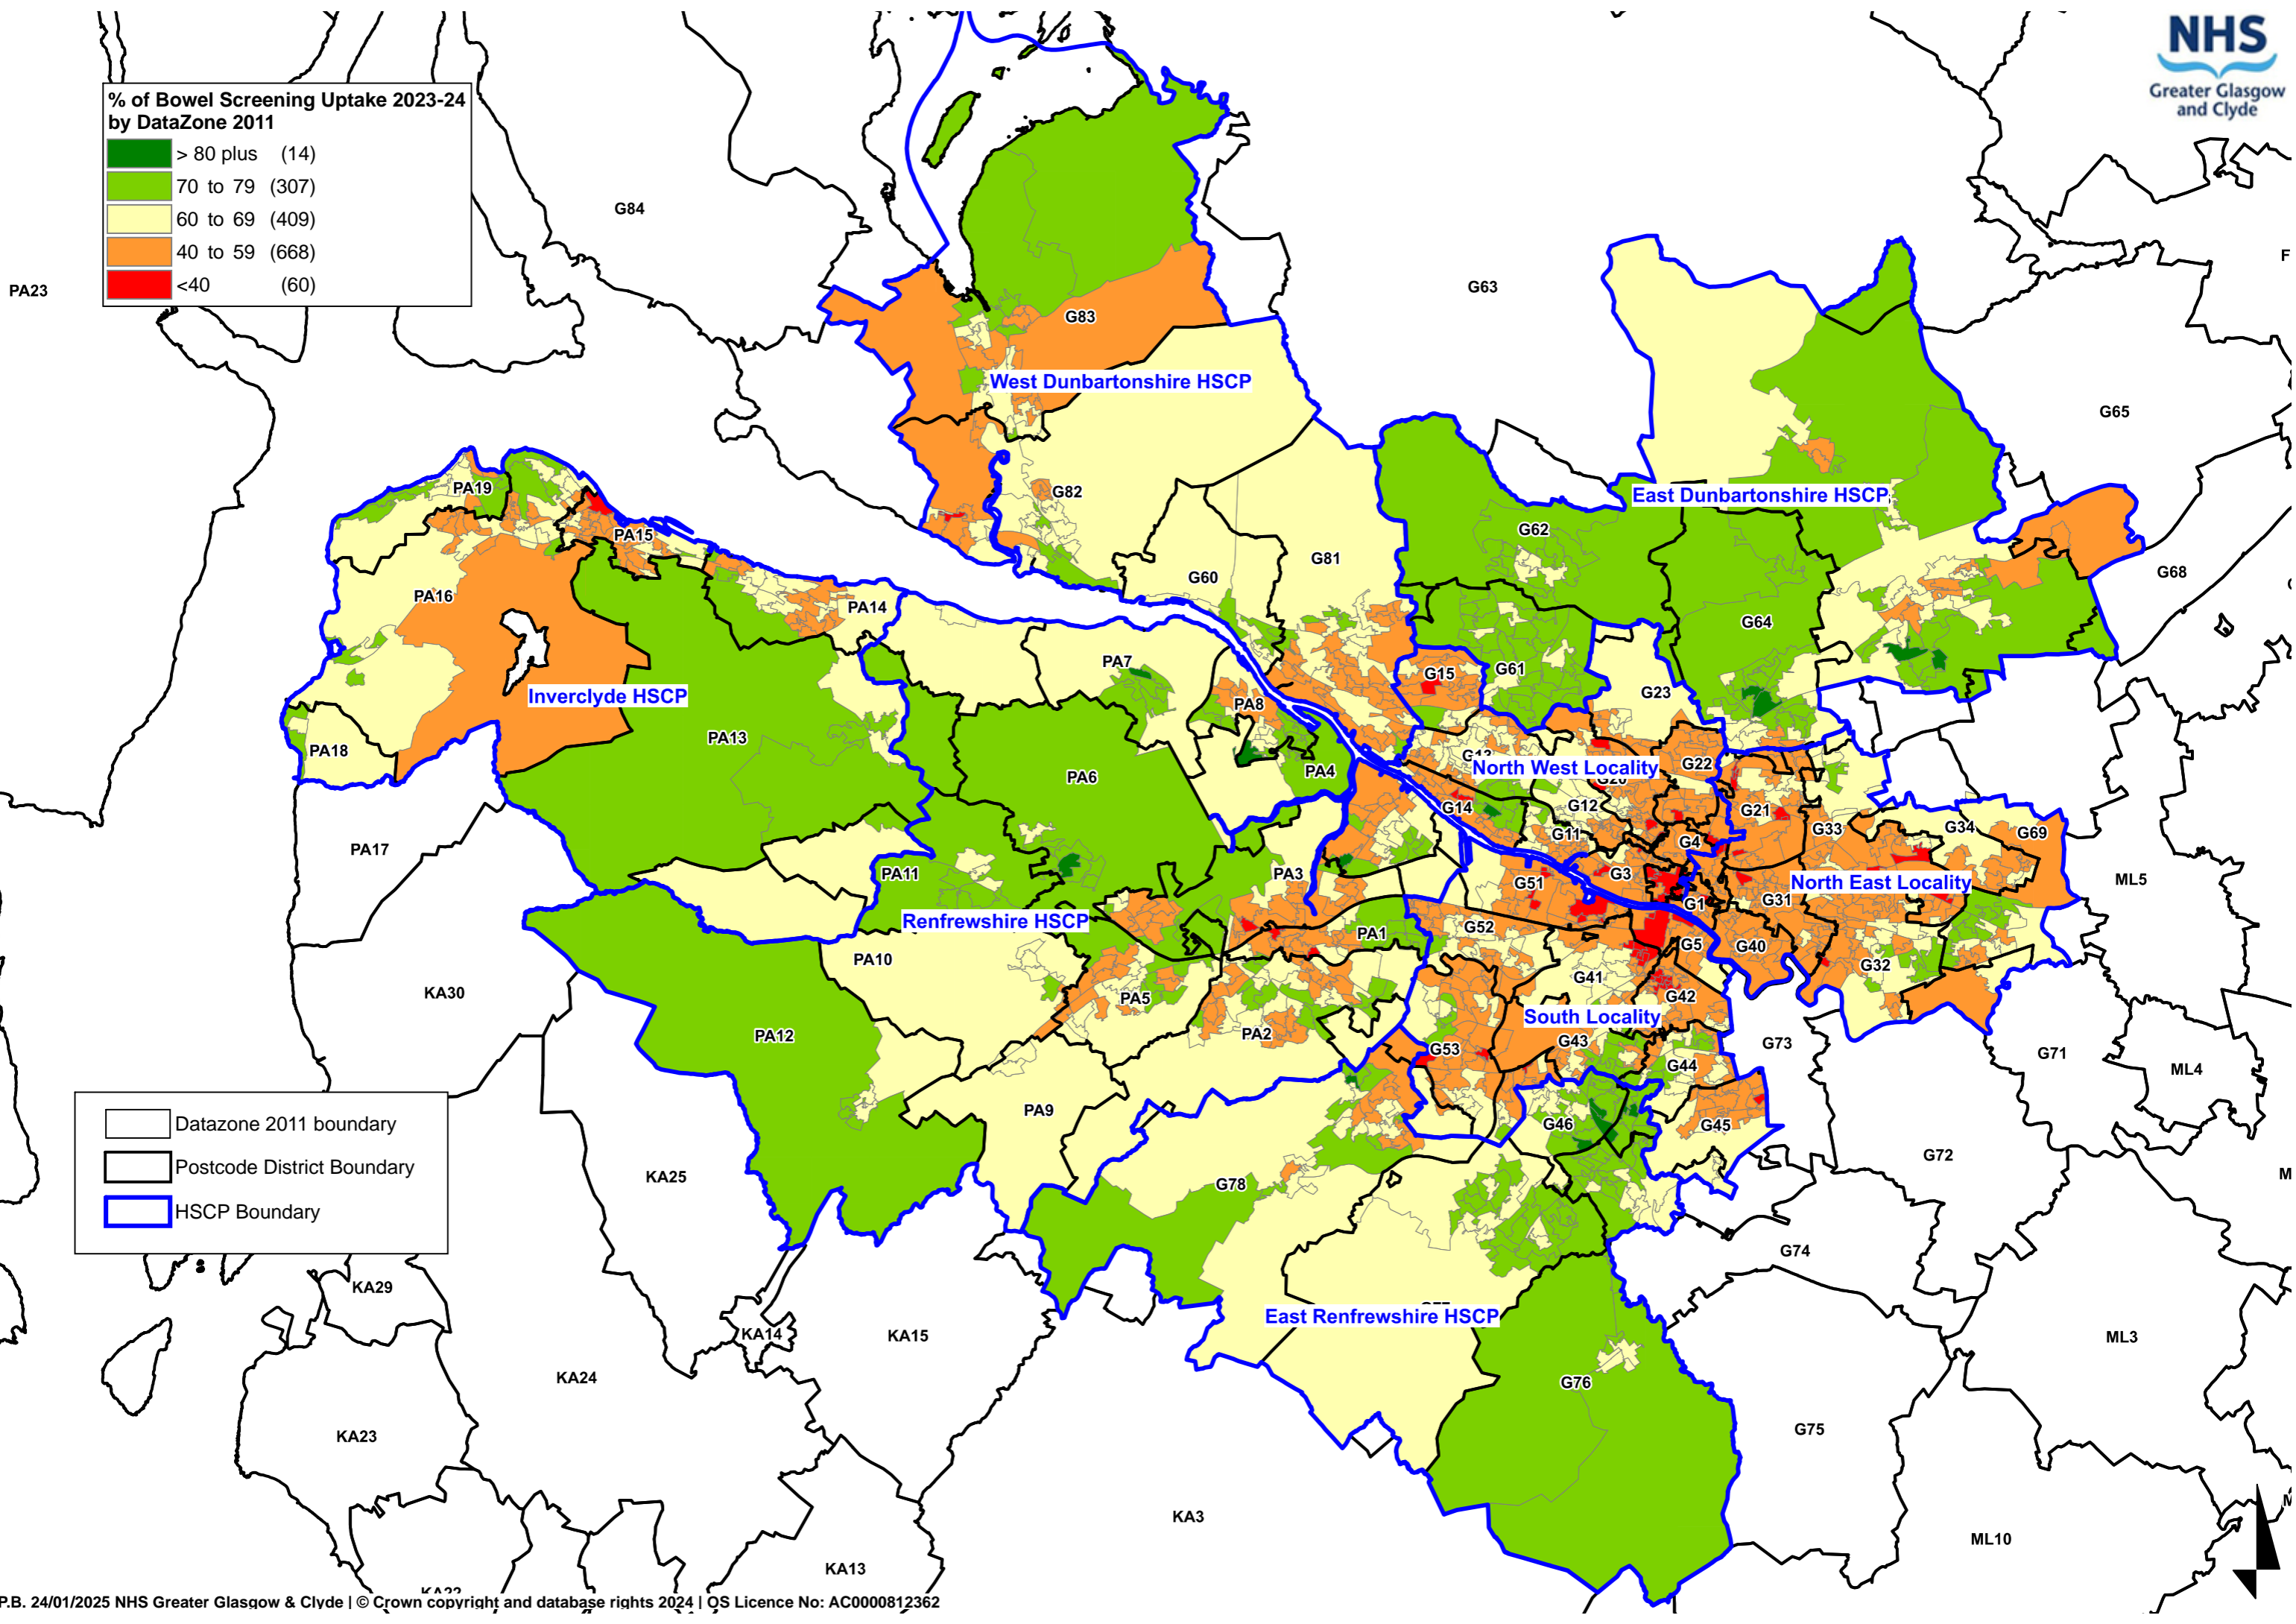 NHS
Greater Glasgow
and Clyde
% of Bowel Screening Uptake 2023-24
by DataZone 2011
> 80 plus (14)
70 to 79 (307)
60 to 69 (409)
40 to 59 (668)
<40 (60)
G84
PA23
G63
F
G83
West Dunbartonshire HSCP
G65
PA19
G82
East Dunbartonshire HSCP
G62
PA15
G81
G60
G68
PA16
PA14
G64
PA7
G15
G61
G23
Inverclyde HSCP
PA8
PA18
PA13
PA6
PA4
North West Locality
G22
G14
G12
G21
G11
G33
G34
G69
G4
PA17
PA11
PA3
G3
G51
North East Locality
ML5
G1
G31
Renfrewshire HSCP
PA1
G52
G5
G40
PA10
G32
G41
KA30
PA5
G42
PA12
PA2
South Locality
G53
G43
G73
G71
G44
ML4
PA9
G46
G45
Datazone 2011 boundary
Postcode District Boundary
HSCP Boundary
G72
KA25
G78
M
G74
KA29
East Renfrewshire HSCP
KA14
KA15
ML3
KA24
G76
KA23
G75
KA3
ML10
KA13
KA22
P.B. 24/01/2025 NHS Greater Glasgow & Clyde | © Crown copyright and database rights 2024 | OS Licence No: AC0000812362